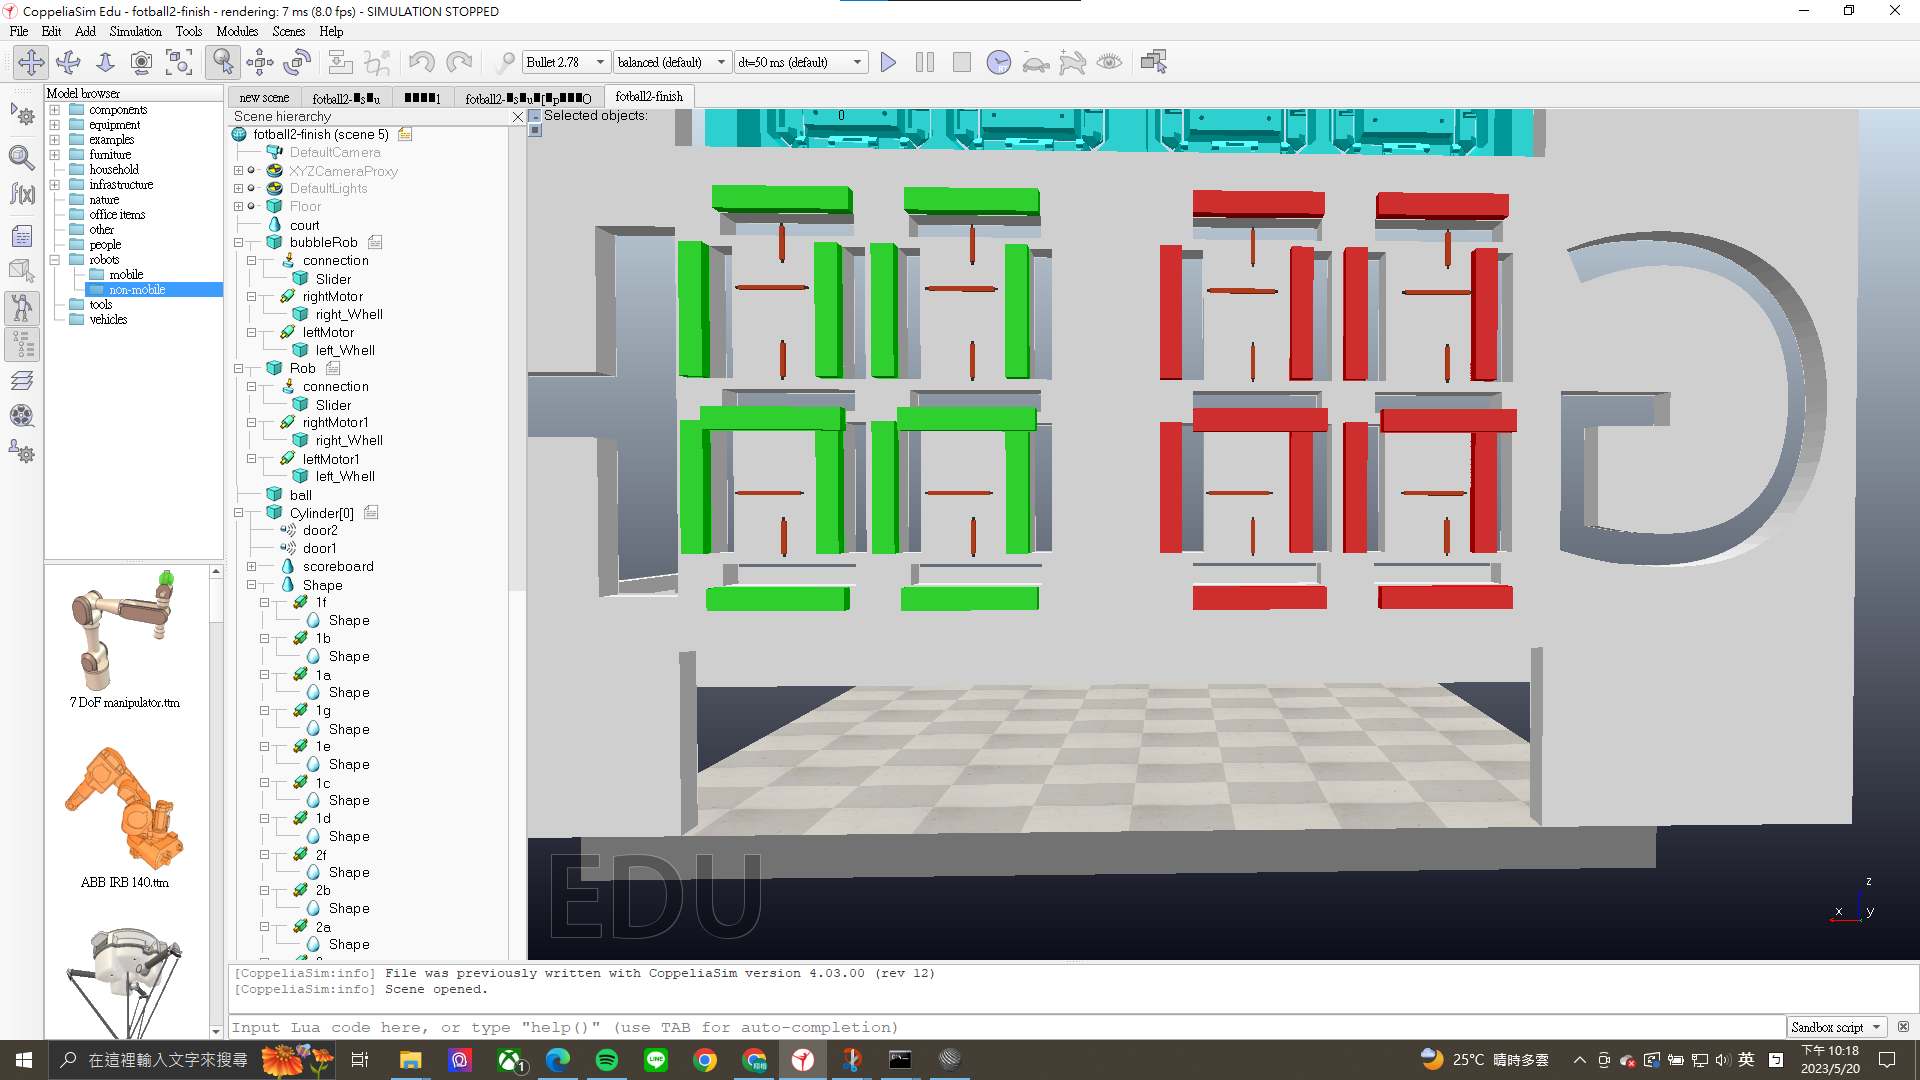 CoppeliaSim Edu - fotball2-finish - rendering: 7 ms (8.0 fps) - SIMULATION STOPPED
File Edit Add Simulation Tools Modules Scenes Help
Bullet 2.78 balanced (default) dt=50 ms (default)
Model browser
components
equipment
examples
furniture
household
infrastructure
nature
office items
other
people
robots
mobile
non-mobile
tools
vehicles
7 DoF manipulator.ttm
ABB IRB 140.ttm
new scene fotball2-■s■u ■■■■1 fotball2-■s■u■[■p■■■O fotball2-finish
Scene hierarchy
fotball2-finish (scene 5)
DefaultCamera
XYZCameraProxy
DefaultLights
Floor
court
bubbleRob
connection
Slider
rightMotor
right_Whell
leftMotor
left_Whell
Rob
connection
Slider
rightMotor1
right_Whell
leftMotor1
left_Whell
ball
Cylinder[0]
door2
door1
scoreboard
Shape
1f
Shape
1b
Shape
1a
Shape
1g
Shape
1e
Shape
1c
Shape
1d
Shape
2f
Shape
2b
Shape
2a
Shape
Selected objects: 0
EDU
z
x y
[CoppeliaSim:info] File was previously written with CoppeliaSim version 4.03.00 (rev 12)
[CoppeliaSim:info] Scene opened.
Input Lua code here, or type "help()" (use TAB for auto-completion)
Sandbox script
在這裡輸入文字來搜尋
25°C 晴時多雲
英
下午 10:18
2023/5/20